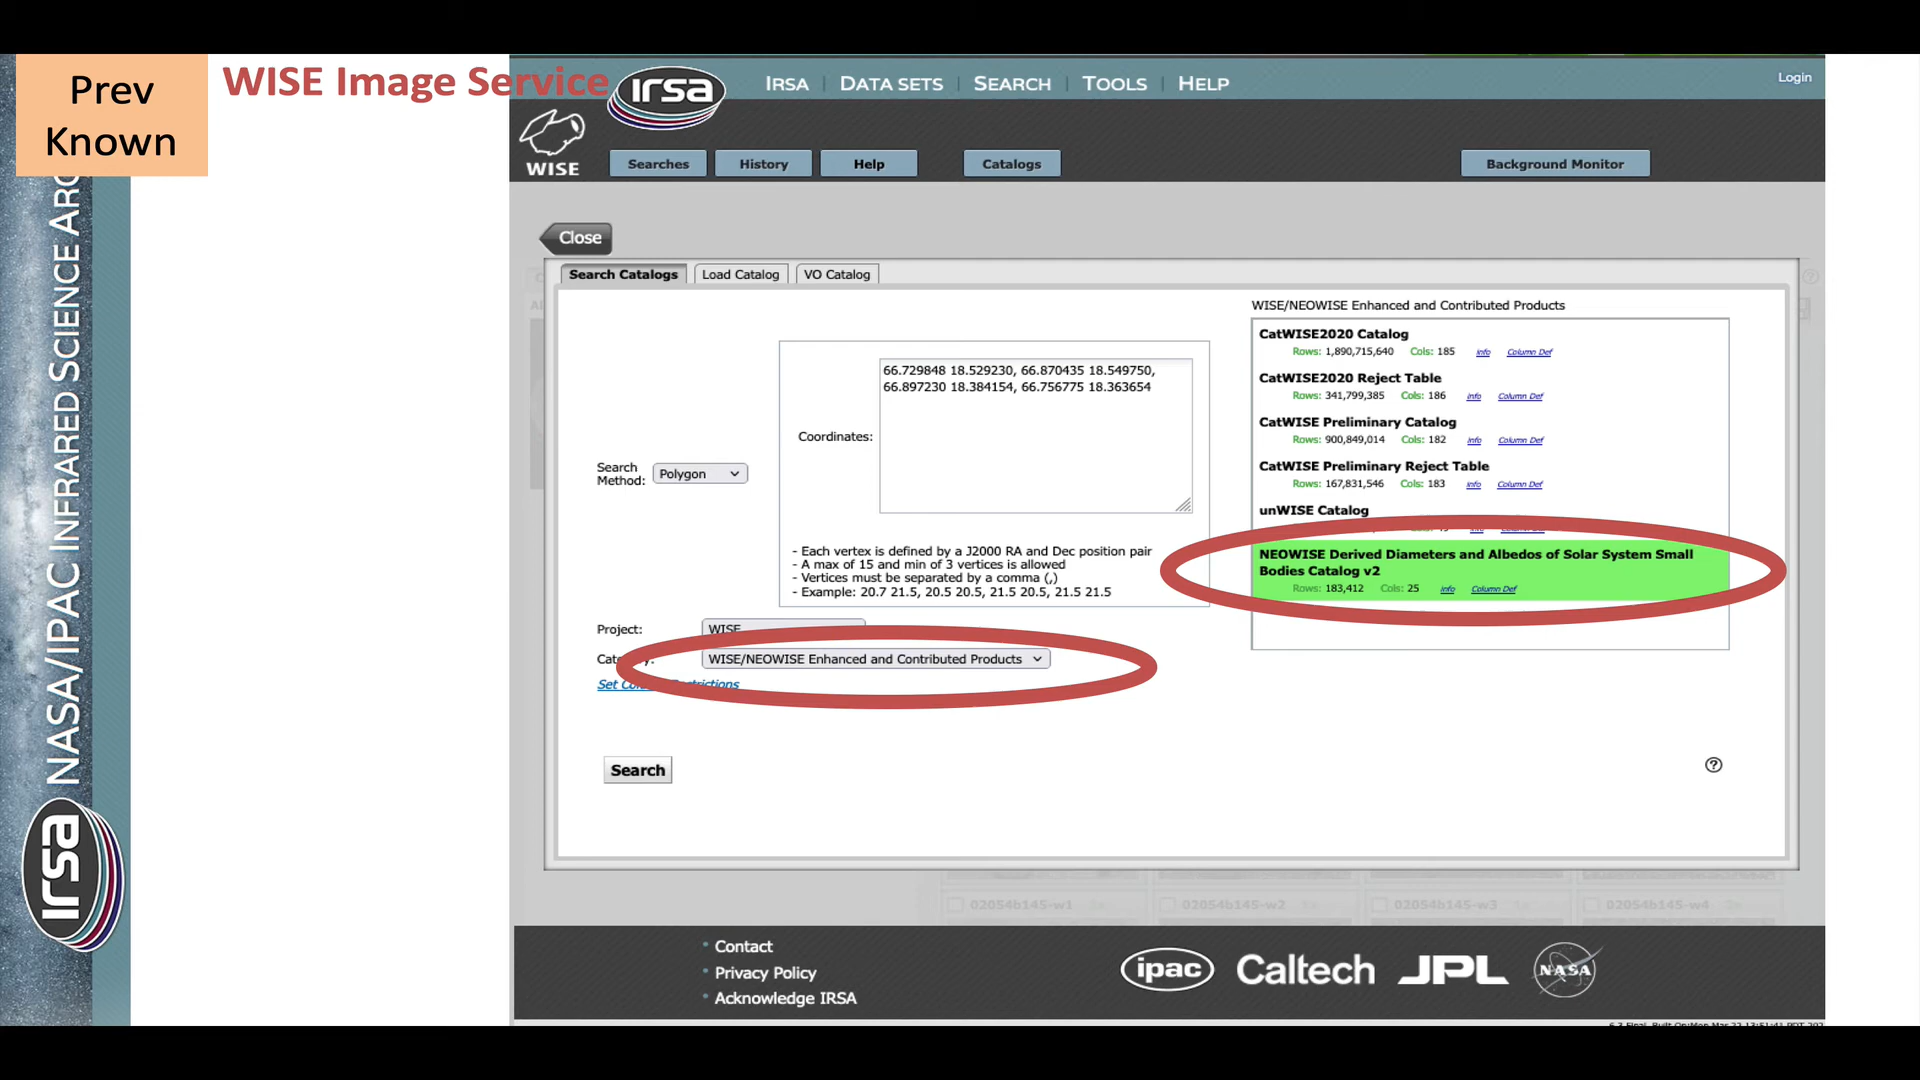 Prev
Known
WISE Image Service
NASA/IPAC INFRARED SCIENCE ARC
irsa
irsa
IRSA
DATA SETS
SEARCH
TOOLS
HELP
Login
WISE
Searches
History
Help
Catalogs
Background Monitor
Close
Search Catalogs
Load Catalog
VO Catalog
WISE/NEOWISE Enhanced and Contributed Products
CatWISE2020 Catalog
Rows: 1,890,715,640 Cols: 185 info Column Def
CatWISE2020 Reject Table
Rows: 341,799,385 Cols: 186 info Column Def
CatWISE Preliminary Catalog
Rows: 900,849,014 Cols: 182 info Column Def
CatWISE Preliminary Reject Table
Rows: 167,831,546 Cols: 183 info Column Def
unWISE Catalog
NEOWISE Derived Diameters and Albedos of Solar System Small
Bodies Catalog v2
Rows: 183,412 Cols: 25 info Column Def
66.729848 18.529230, 66.870435 18.549750,
66.897230 18.384154, 66.756775 18.363654
Coordinates:
Search
Method:
Polygon
- Each vertex is defined by a J2000 RA and Dec position pair
- A max of 15 and min of 3 vertices is allowed
- Vertices must be separated by a comma (,)
- Example: 20.7 21.5, 20.5 20.5, 21.5 20.5, 21.5 21.5
Project:
WISE
WISE/NEOWISE Enhanced and Contributed Products
Search
02054b145-w1
02054b145-w2
02054b145-w3
02054b145-w4
Contact
Privacy Policy
Acknowledge IRSA
ipac
Caltech
JPL
NASA